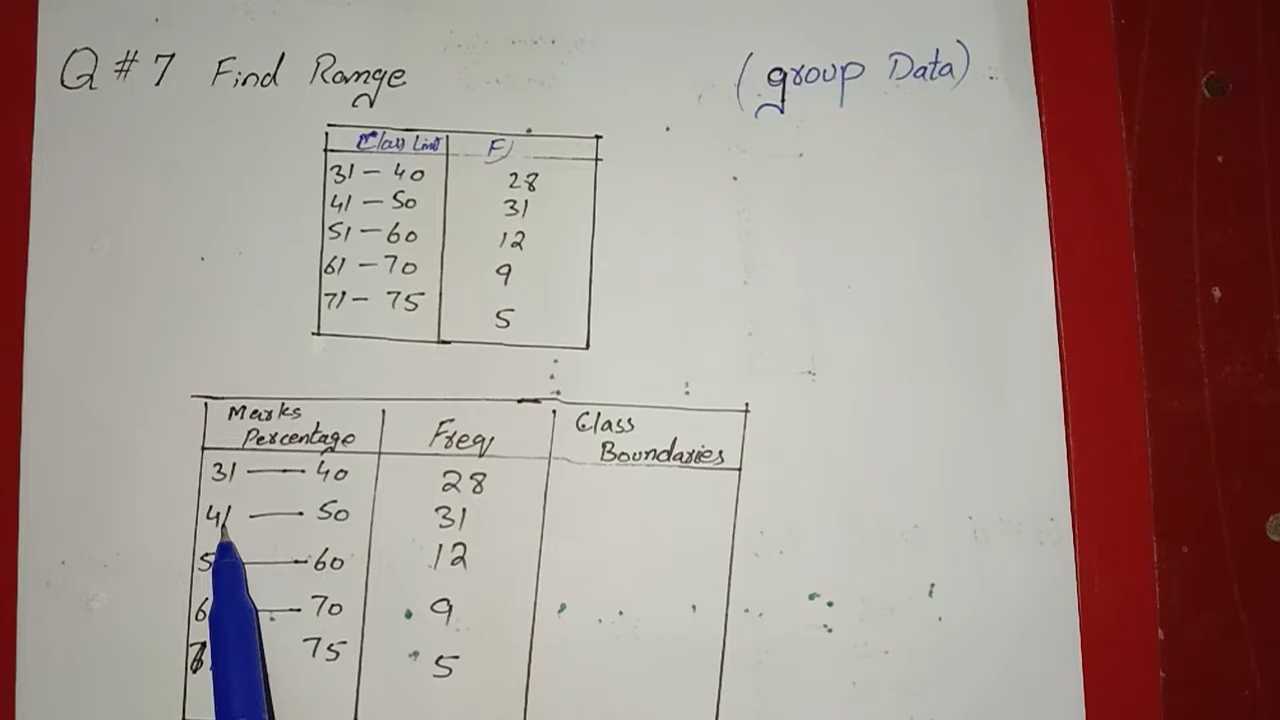 Q # 7 Find Range (group Data)
Class Limit F
31 - 40 28
41 - 50 31
51 - 60 12
61 - 70 9
71 - 75 5
Marks Percentage Freq Class Boundaries
31 - 40 28
41 - 50 31
5 - 60 12
6 - 70 9
75 5